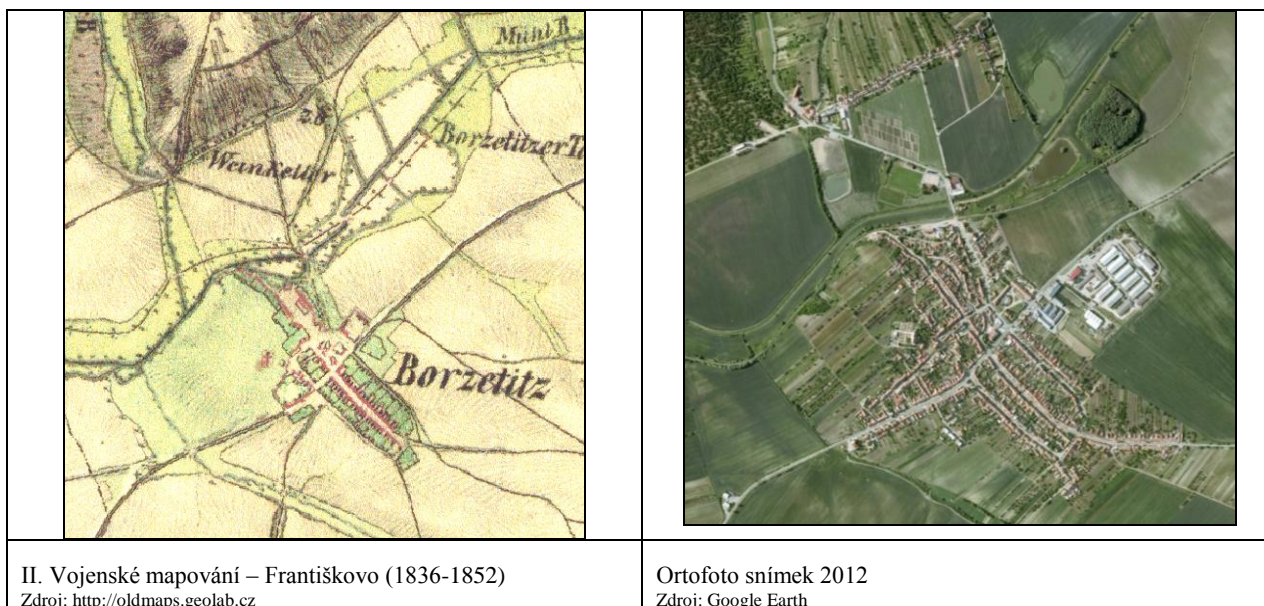 Mühl B.
Borzetitzer T
Weinkeller
Borzetitz
II. Vojenské mapování – Františkovo (1836-1852)
Zdroj: http://oldmaps.geolab.cz
Ortofoto snímek 2012
Zdroj: Google Earth